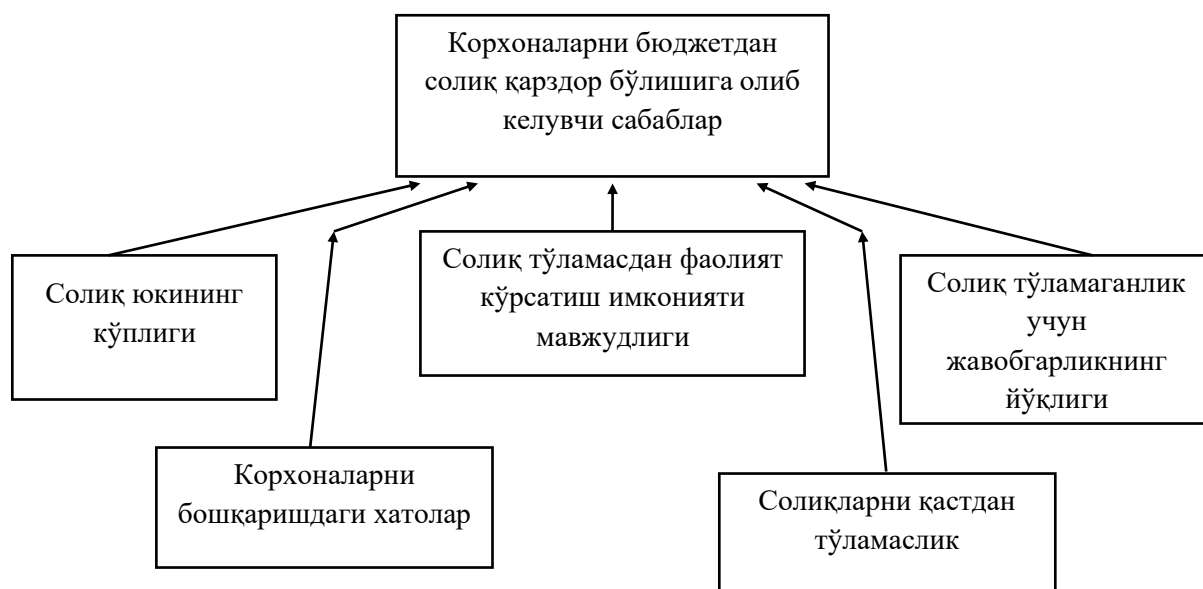 Корхоналарни бюджетдан
солиқ қарздор бўлишига олиб
келувчи сабаблар
Солиқ юкининг
кўплиги
Солиқ тўламасдан фаолият
кўрсатиш имконияти
мавжудлиги
Солиқ тўламаганлик
учун
жавобгарликнинг
йўқлиги
Корхоналарни
бошқаришдаги хатолар
Солиқларни қастдан
тўламаслик